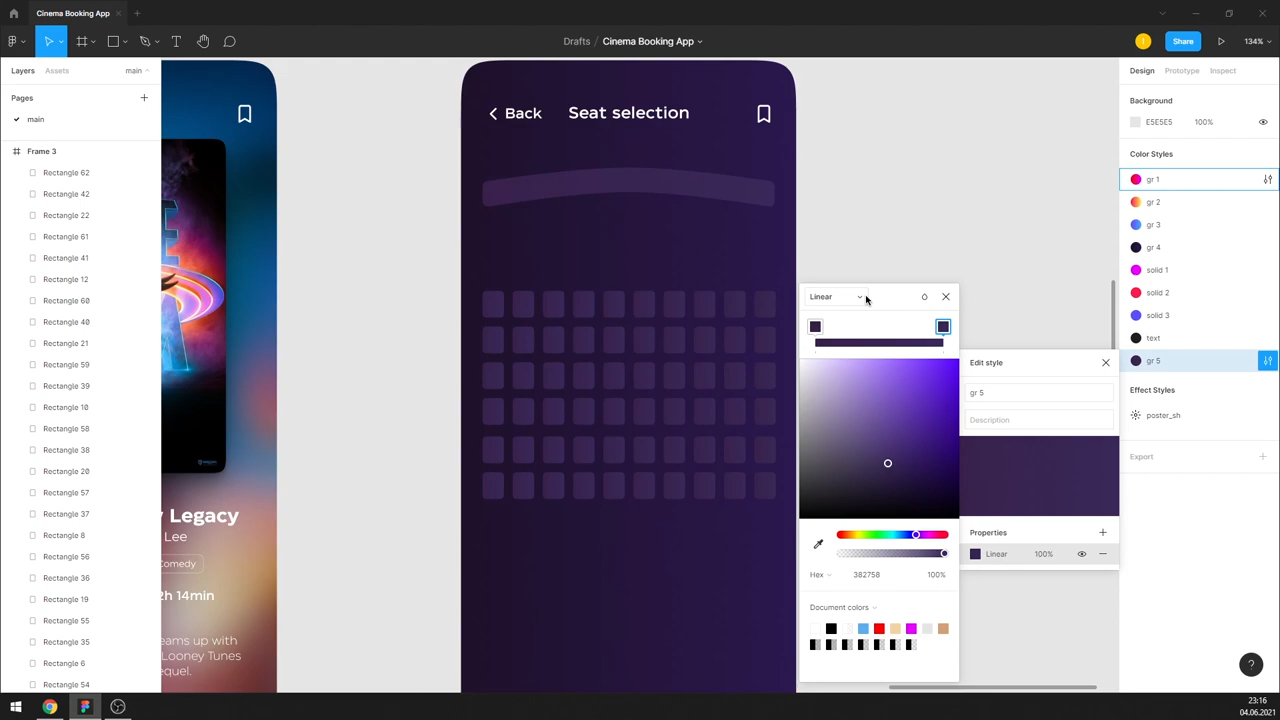 Cinema Booking App
Drafts / Cinema Booking App
I
Share
134%
Layers
Assets
main
Pages
main
Frame 3
Rectangle 62
Rectangle 42
Rectangle 22
Rectangle 61
Rectangle 41
Rectangle 12
Rectangle 60
Rectangle 40
Rectangle 21
Rectangle 59
Rectangle 39
Rectangle 10
Rectangle 58
Rectangle 38
Rectangle 20
Rectangle 57
Rectangle 37
Rectangle 8
Rectangle 56
Rectangle 36
Rectangle 19
Rectangle 55
Rectangle 35
Rectangle 6
Rectangle 54
y Legacy
Lee
Comedy
2h 14min
eams up with
Looney Tunes
equel.
Back
Seat selection
Linear
Hex
382758
100%
Document colors
Edit style
gr 5
Description
Properties
Linear
100%
Design
Prototype
Inspect
Background
E5E5E5
100%
Color Styles
gr 1
gr 2
gr 3
gr 4
solid 1
solid 2
solid 3
text
gr 5
Effect Styles
poster_sh
Export
?
23:16
04.06.2021